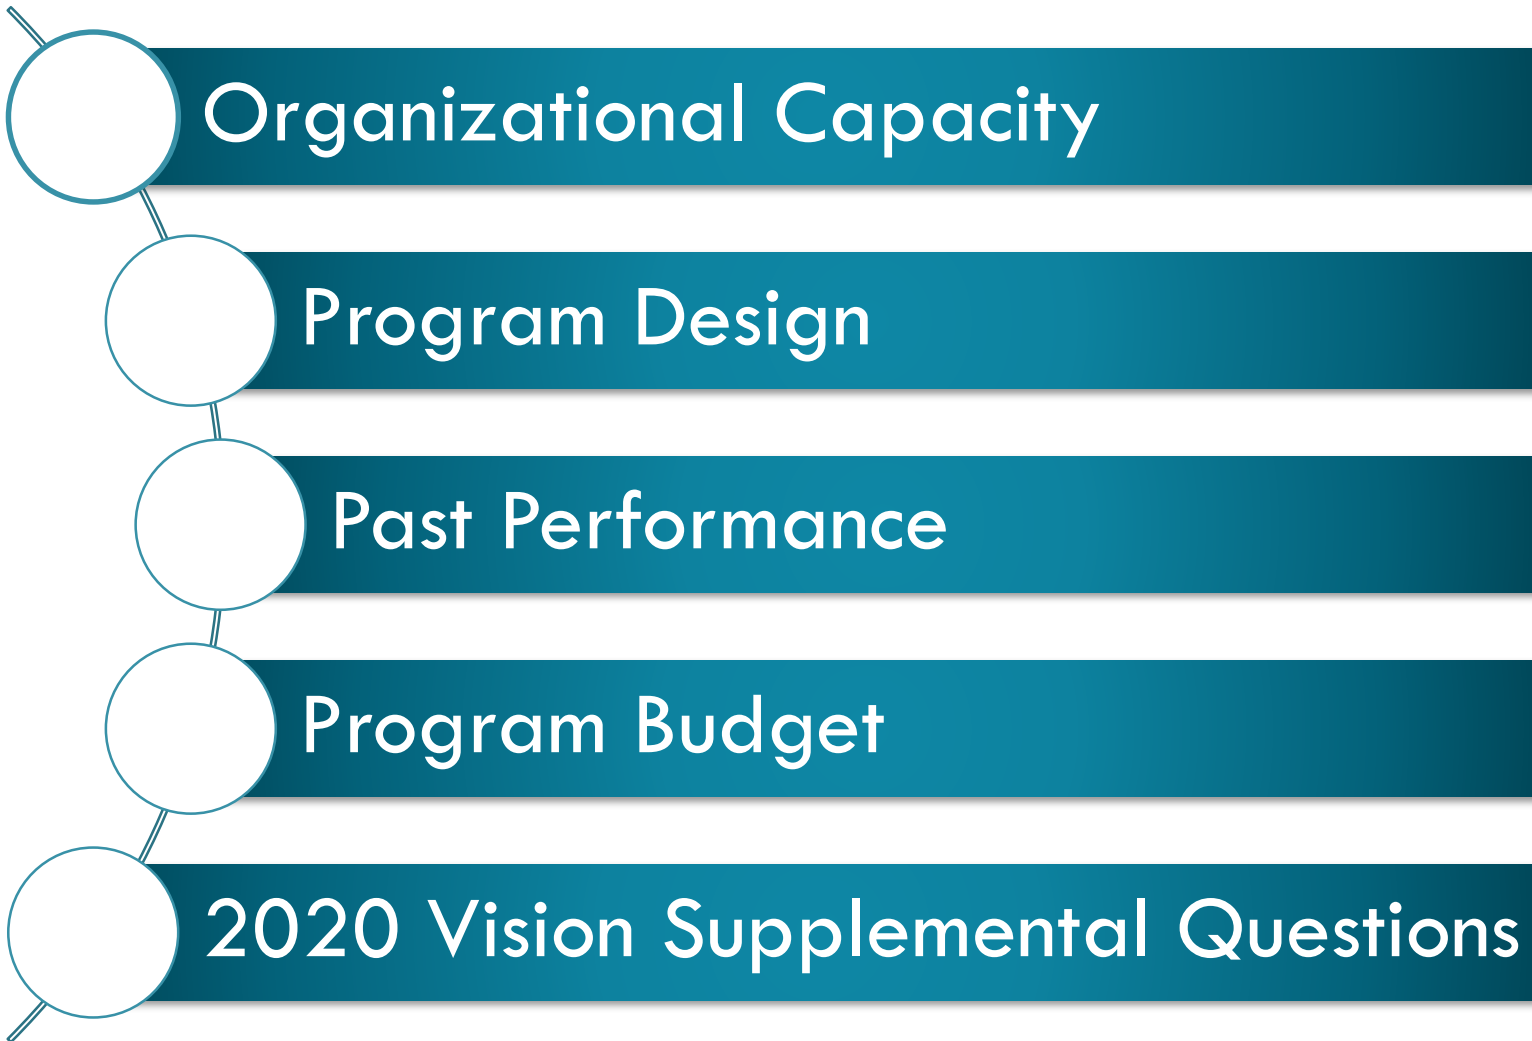 Organizational Capacity
Program Design
Past Performance
Program Budget
2020 Vision Supplemental Questions